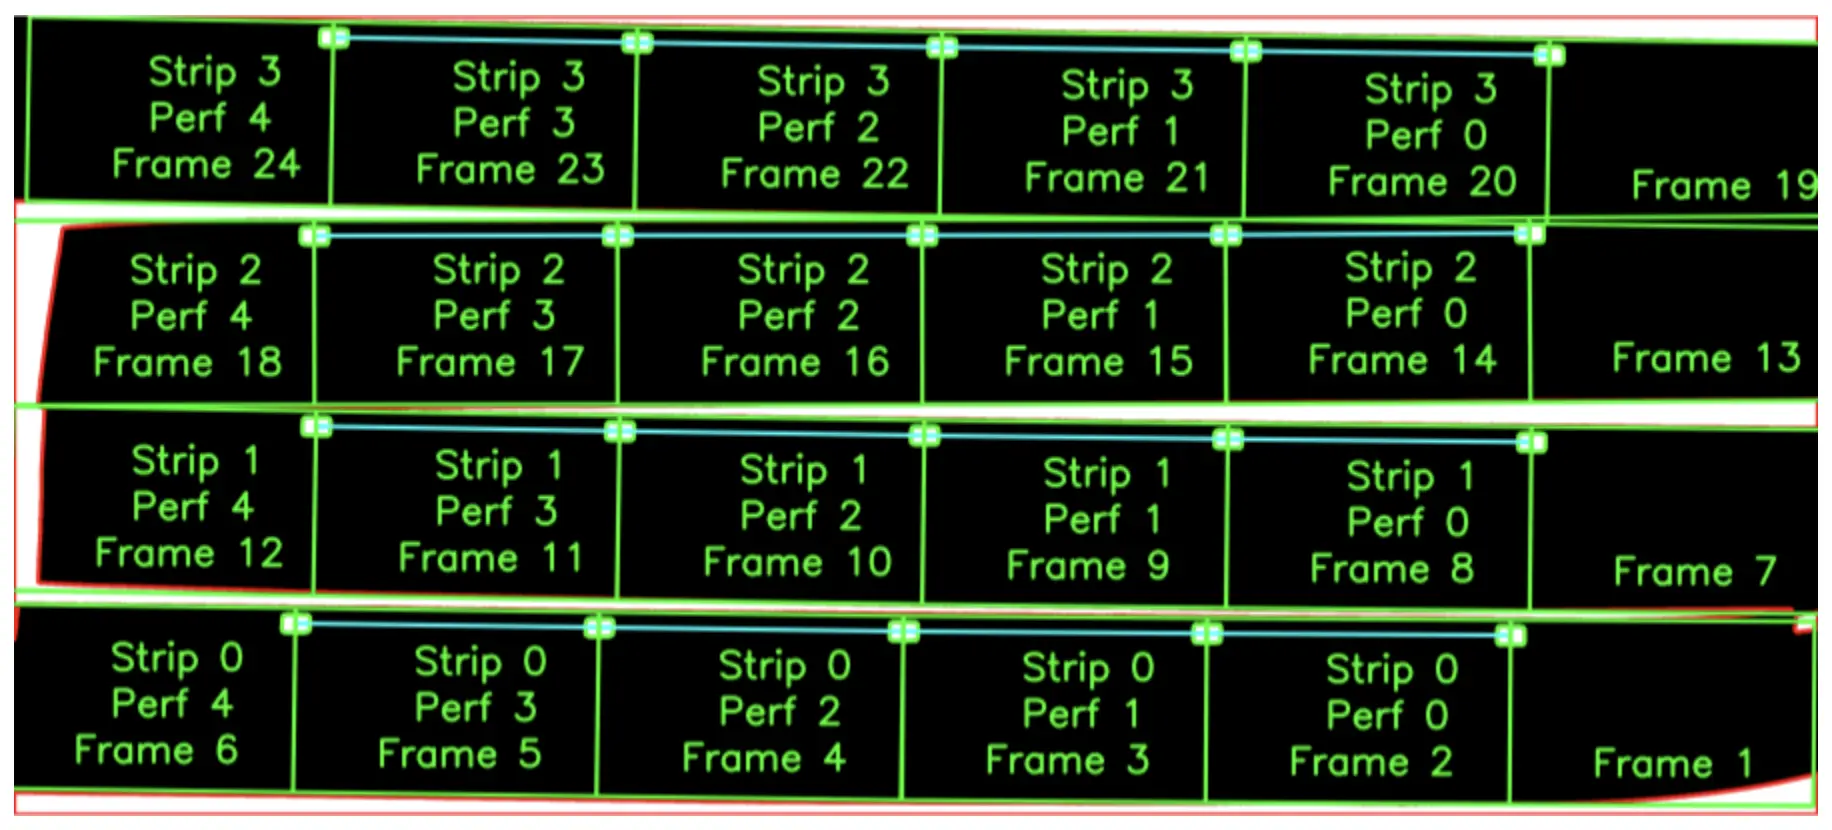 Strip 3
Perf 4
Frame 24
Strip 3
Perf 3
Frame 23
Strip 3
Perf 2
Frame 22
Strip 3
Perf 1
Frame 21
Strip 3
Perf 0
Frame 20
Frame 19
Strip 2
Perf 4
Frame 18
Strip 2
Perf 3
Frame 17
Strip 2
Perf 2
Frame 16
Strip 2
Perf 1
Frame 15
Strip 2
Perf 0
Frame 14
Frame 13
Strip 1
Perf 4
Frame 12
Strip 1
Perf 3
Frame 11
Strip 1
Perf 2
Frame 10
Strip 1
Perf 1
Frame 9
Strip 1
Perf 0
Frame 8
Frame 7
Strip 0
Perf 4
Frame 6
Strip 0
Perf 3
Frame 5
Strip 0
Perf 2
Frame 4
Strip 0
Perf 1
Frame 3
Strip 0
Perf 0
Frame 2
Frame 1